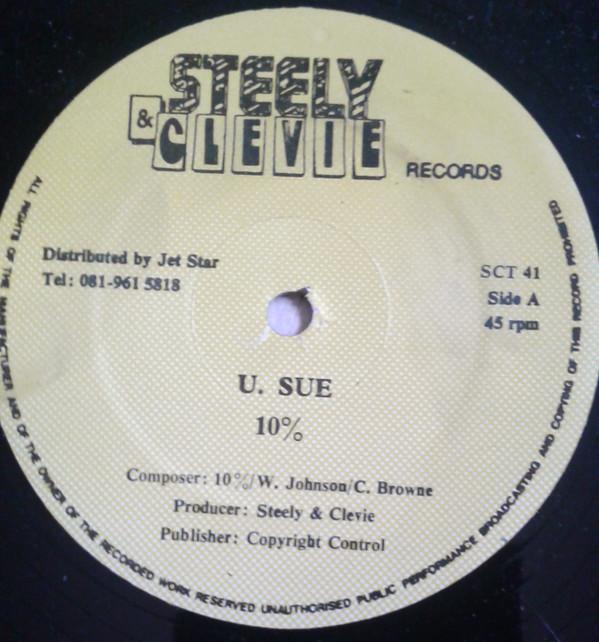 STEELY
& CLEVIE RECORDS
Distributed by Jet Star
Tel: 081-961 5818
SCT 41
Side A
45 rpm
U. SUE
10%
Composer: 10%/W. Johnson/C. Browne
Producer: Steely & Clevie
Publisher: Copyright Control
ALL RIGHTS OF THE MANUFACTURER AND OF THE OWNER OF THE RECORDED WORK RESERVED UNAUTHORISED PUBLIC PERFORMANCE BROADCASTING AND COPYING OF THIS RECORD PROHIBITED